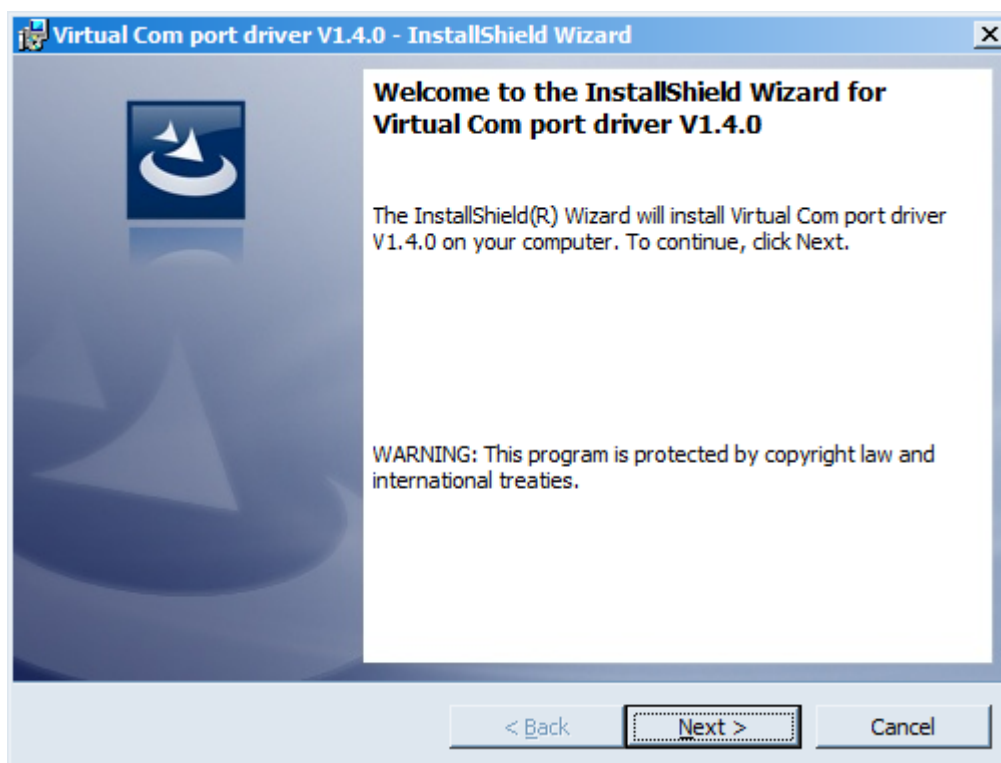 Virtual Com port driver V1.4.0 - InstallShield Wizard
Welcome to the InstallShield Wizard for
Virtual Com port driver V1.4.0
The InstallShield(R) Wizard will install Virtual Com port driver
V1.4.0 on your computer. To continue, click Next.
WARNING: This program is protected by copyright law and
international treaties.
< Back
Next >
Cancel